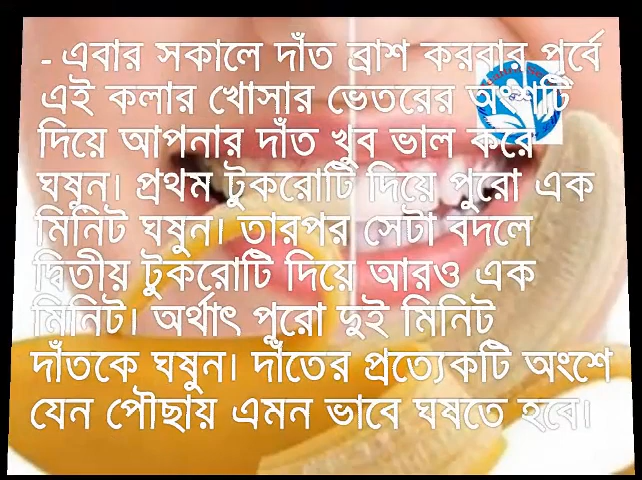 - এবার সকালে দাঁত ব্রাশ করবার পূর্বে
এই কলার খোসার ভেতরের অংশটি
দিয়ে আপনার দাঁত খুব ভাল করে
ঘষুন। প্রথম টুকরোটি দিয়ে পুরো এক
মিনিট ঘষুন। তারপর সেটা বদলে
দ্বিতীয় টুকরোটি দিয়ে আরও এক
মিনিট। অর্থাৎ পুরো দুই মিনিট
দাঁতকে ঘষুন। দাঁতের প্রত্যেকটি অংশে
যেন পৌছায় এমন ভাবে ঘষতে হবে।